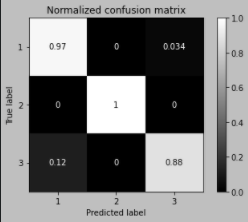 Normalized confusion matrix
1.0
1 0.97 0 0.034
0.8
0.6
2 0 1 0
0.4
3 0.12 0 0.88
0.2
0.0
1 2 3
True label
Predicted label